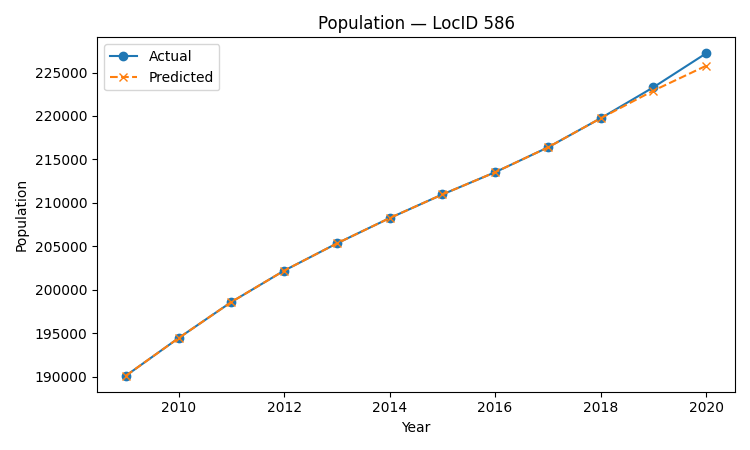 Population — LocID 586
Actual
Predicted
225000
220000
215000
210000
205000
200000
195000
190000
Population
2010 2012 2014 2016 2018 2020
Year